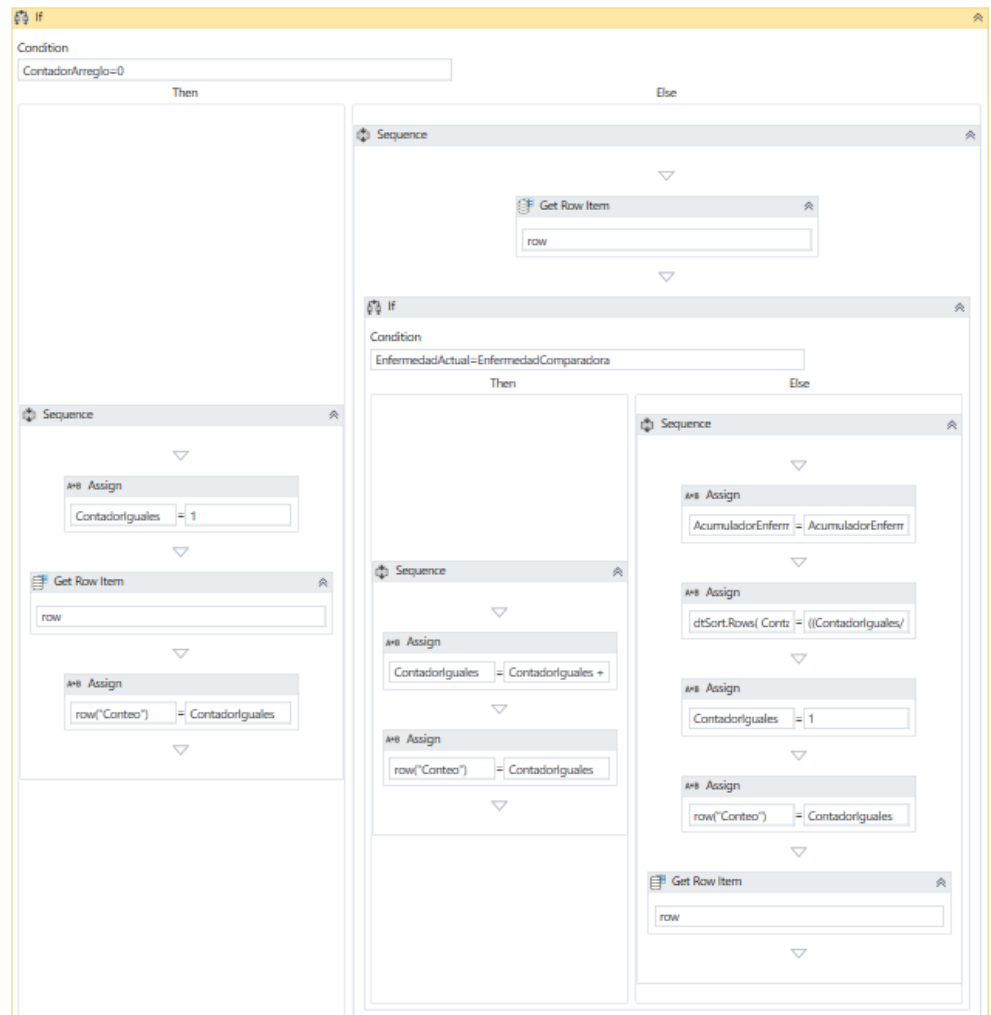 If
Condition
ContadorArreglo=0
Then
Else
Sequence
Get Row Item
row
If
Condition
EnfermedadActual=EnfermedadComparadora
Then
Else
Sequence
A+B Assign
ContadorIguales = 1
Get Row Item
row
A+B Assign
row("Conteo") = ContadorIguales
Sequence
A+B Assign
ContadorIguales = ContadorIguales +
A+B Assign
row("Conteo") = ContadorIguales
Sequence
A+B Assign
AcumuladorEnferm = AcumuladorEnferm
A+B Assign
dtSort.Rows( Conta = ((ContadorIguales/
A+B Assign
ContadorIguales = 1
A+B Assign
row("Conteo") = ContadorIguales
Get Row Item
row